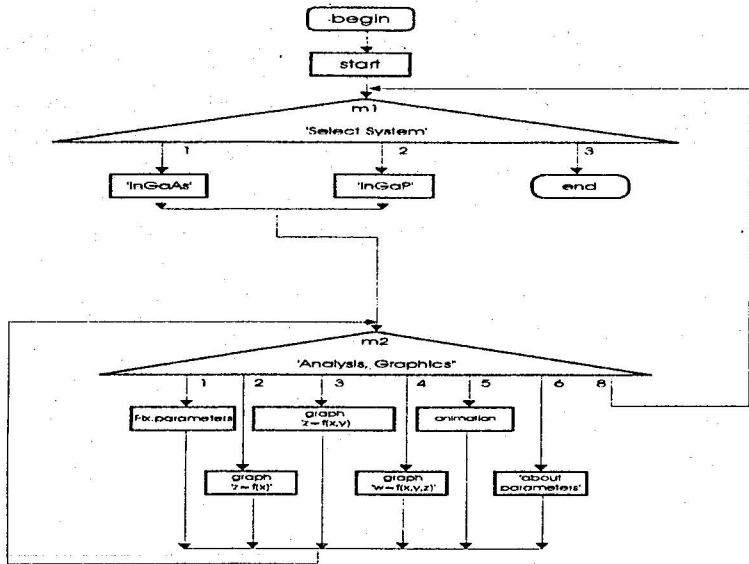 begin
start
m1
'Select System'
1 2 3
'InGaAs' 'InGaP' end
m2
'Analysis, Graphics"
1 2 3 4 5 6 8
Fix.parameters graph animation
'z=f(x,y)
graph graph 'about
'z=f(x)' 'w=f(x,y,z)' parameters'